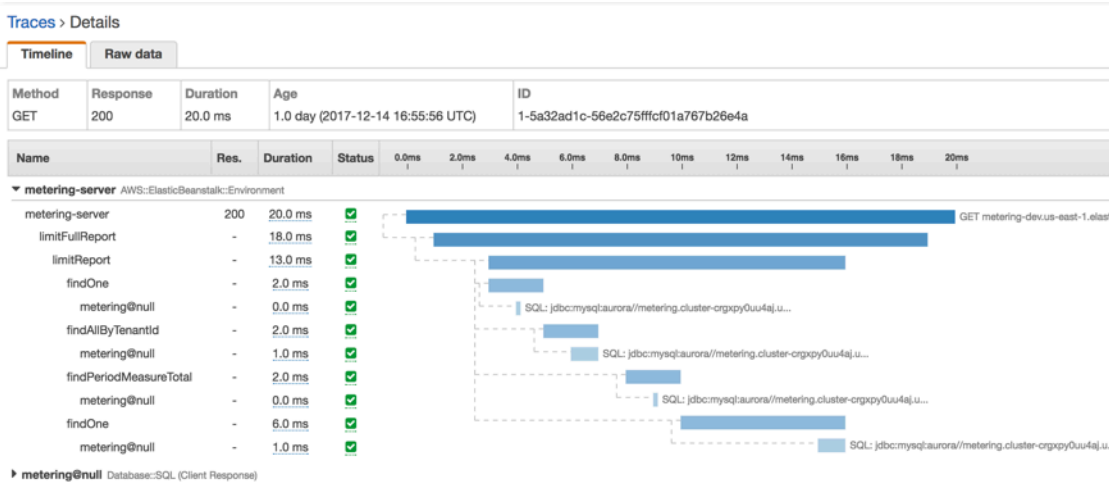 Traces > Details
Timeline Raw data
Method Response Duration Age ID
GET 200 20.0 ms 1.0 day (2017-12-14 16:55:56 UTC) 1-5a32ad1c-56e2c75fffcf01a767b26e4a
Name Res. Duration Status 0.0ms 2.0ms 4.0ms 6.0ms 8.0ms 10ms 12ms 14ms 16ms 18ms 20ms
metering-server AWS::ElasticBeanstalk::Environment
metering-server 200 20.0 ms GET metering-dev.us-east-1.elast
limitFullReport - 18.0 ms
limitReport - 13.0 ms
findOne - 2.0 ms
metering@null - 0.0 ms SQL: jdbc:mysql:aurora//metering.cluster-crgxpy0uu4aj.u...
findAllByTenantId - 2.0 ms
metering@null - 1.0 ms SQL: jdbc:mysql:aurora//metering.cluster-crgxpy0uu4aj.u...
findPeriodMeasureTotal - 2.0 ms
metering@null - 0.0 ms SQL: jdbc:mysql:aurora//metering.cluster-crgxpy0uu4aj.u...
findOne - 6.0 ms
metering@null - 1.0 ms SQL: jdbc:mysql:aurora//metering.cluster-crgxpy0uu4aj.u.
metering@null Database::SQL (Client Response)